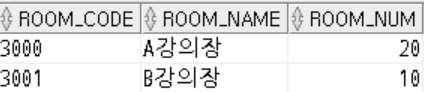 ROOM_CODE ROOM_NAME ROOM_NUM
3000 A강의장 20
3001 B강의장 10